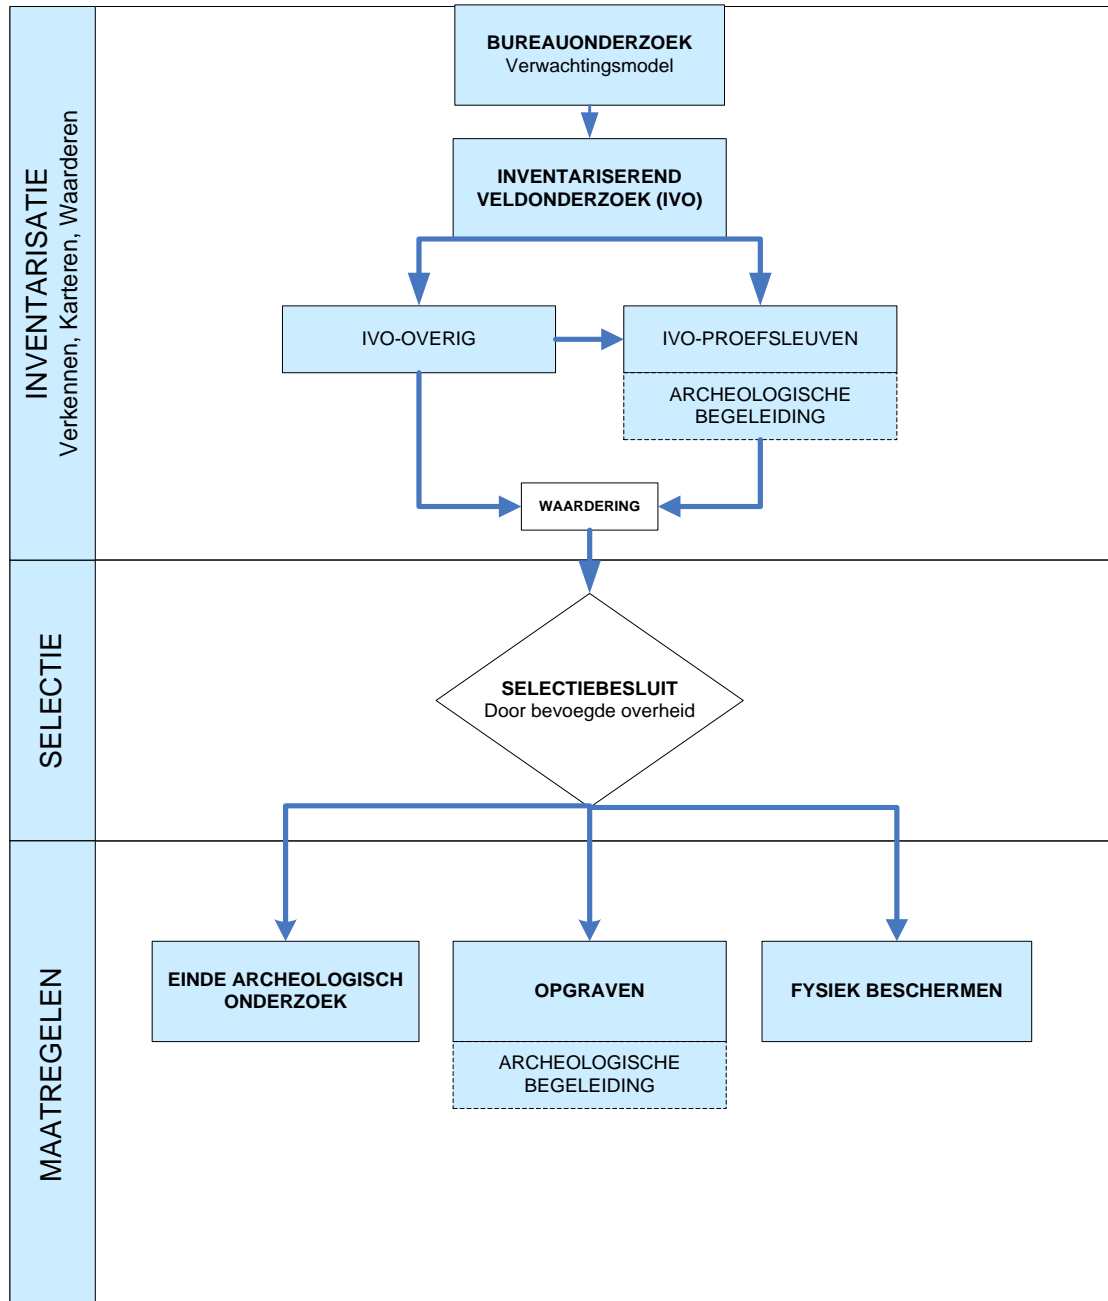 INVENTARISATIE
Verkennen, Karteren, Waarderen
BUREAUONDERZOEK
Verwachtingsmodel
INVENTARISEREND
VELDONDERZOEK (IVO)
IVO-OVERIG
IVO-PROEFSLEUVEN
ARCHEOLOGISCHE
BEGELEIDING
WAARDERING
SELECTIE
SELECTIEBESLUIT
Door bevoegde overheid
MAATREGELEN
EINDE ARCHEOLOGISCH
ONDERZOEK
OPGRAVEN
ARCHEOLOGISCHE
BEGELEIDING
FYSIEK BESCHERMEN